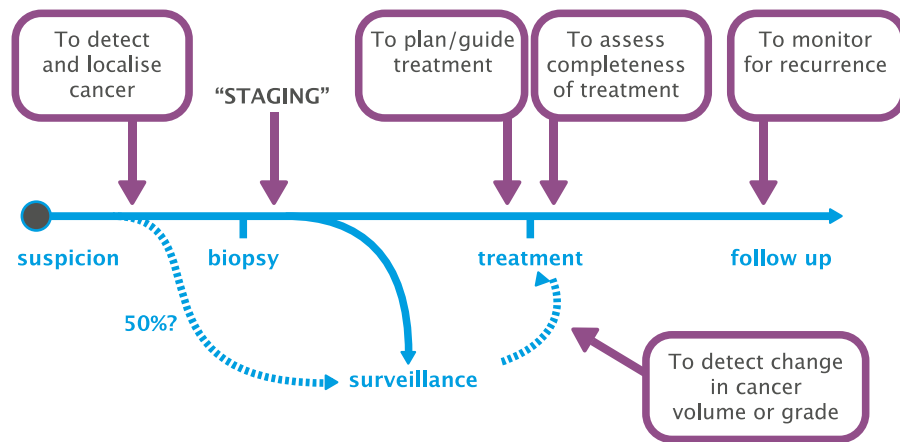 To detect
and localise
cancer
"STAGING"
To plan/guide
treatment
To assess
completeness
of treatment
To monitor
for recurrence
suspicion
biopsy
treatment
follow up
50%?
surveillance
To detect change
in cancer
volume or grade